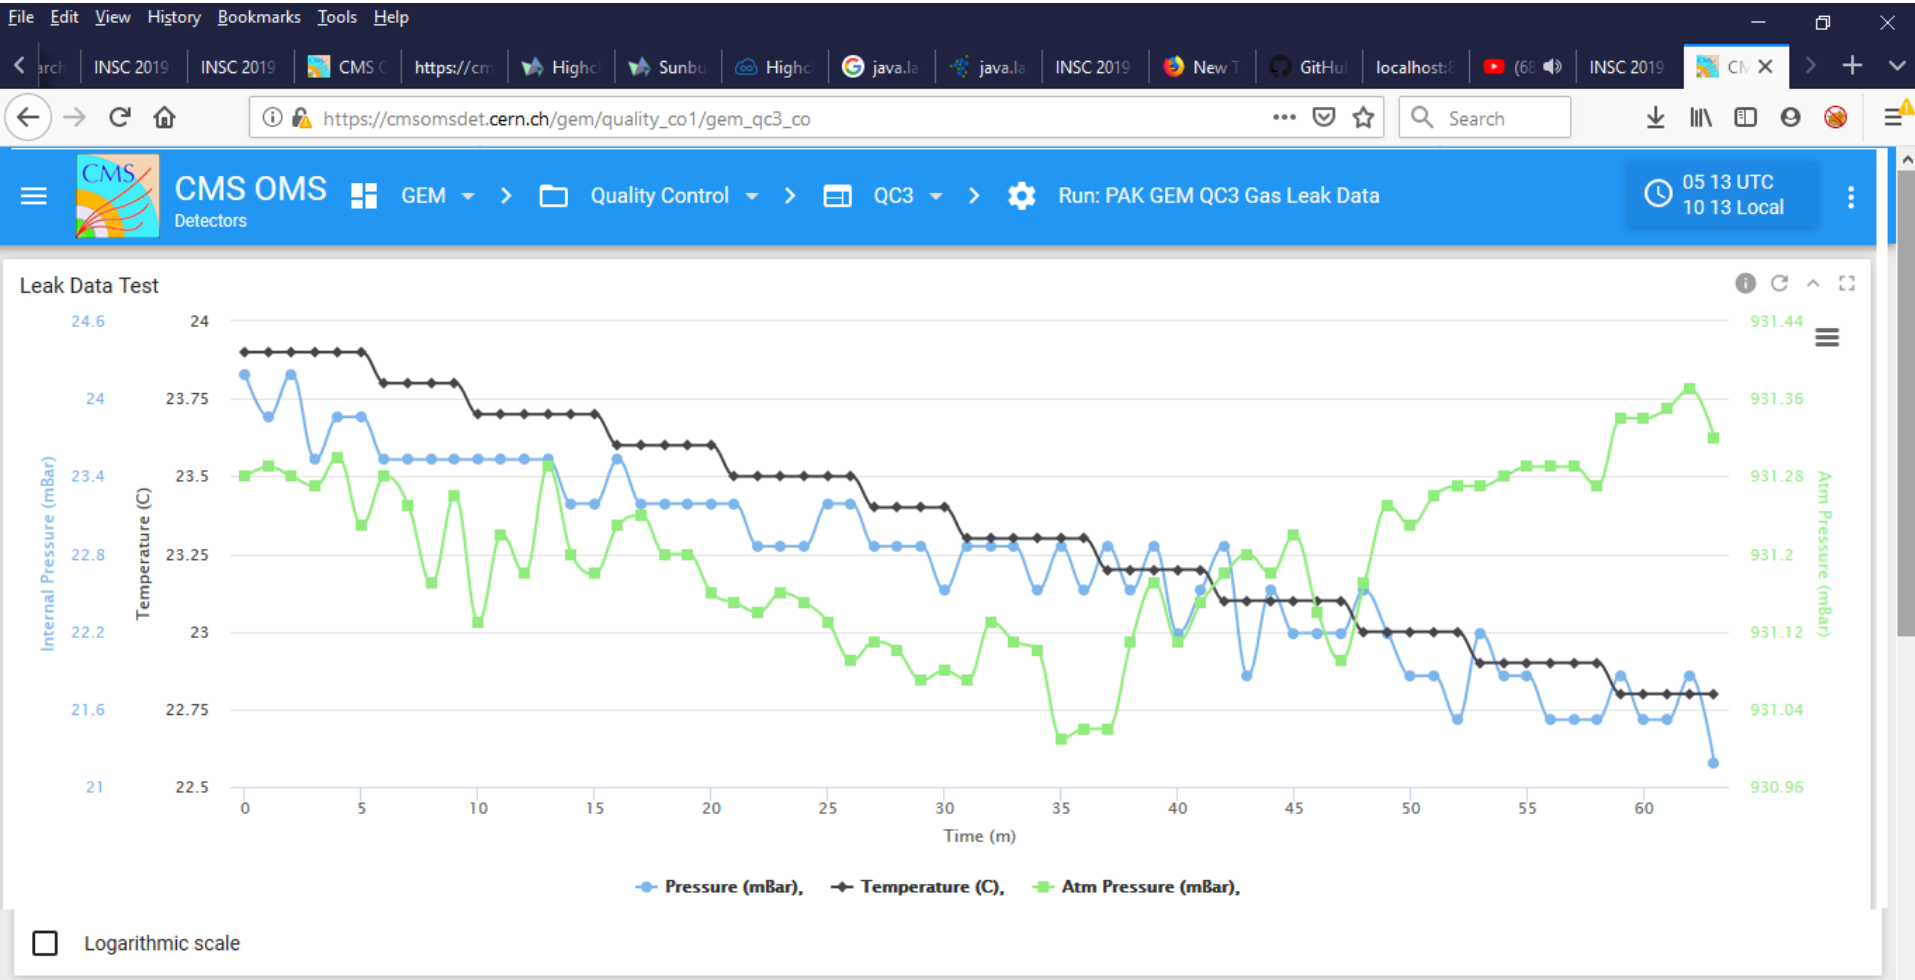 File Edit View History Bookmarks Tools Help
arch INSC 2019 INSC 2019 CMS C https://cm Highc Sunbu Highc java.la java.la INSC 2019 New T GitHu localhost:8 (68 INSC 2019 CM
https://cmsomsdet.cern.ch/gem/quality_co1/gem_qc3_co Search
CMS
CMS OMS
Detectors
GEM > Quality Control > QC3 > Run: PAK GEM QC3 Gas Leak Data
05 13 UTC
10 13 Local
Leak Data Test
24.6 24 931.44
24 23.75 931.36
23.4 23.5 931.28
22.8 23.25 931.2
22.2 23 931.12
21.6 22.75 931.04
21 22.5 930.96
Internal Pressure (mBar)
Temperature (C)
Atm Pressure (mBar)
0 5 10 15 20 25 30 35 40 45 50 55 60
Time (m)
Pressure (mBar), Temperature (C), Atm Pressure (mBar),
Logarithmic scale